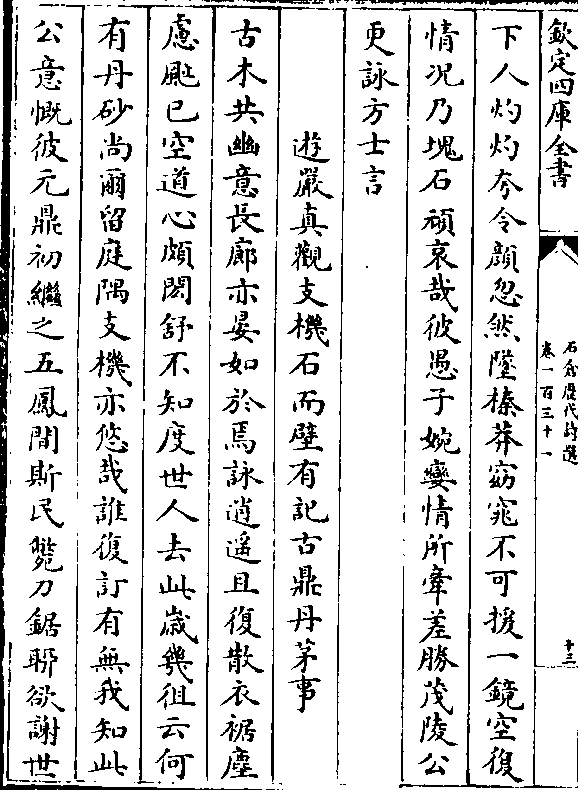 欽定四庫全書
石倉歷代詩選
卷一百三十一
十三
下人灼灼夸令顔忽然墜榛莽窈窕不可援一鏡空復
情况乃塊石頑哀哉彼愚子婉孌情所牽差勝茂陵公
更詠方士言
遊嚴真觀支機石而壁有記古鼎丹茅事
古木共幽意長廊亦晏如於焉詠逍遥且復散衣裾塵
慮颭已空道心頗閎舒不知度世人去此歲幾徂云何
有丹砂尚爾留庭隅支機亦悠哉誰復訂有無我知此
公意慨彼元鼎初繼之五鳳間斯民斃刀鋸聊欲謝世